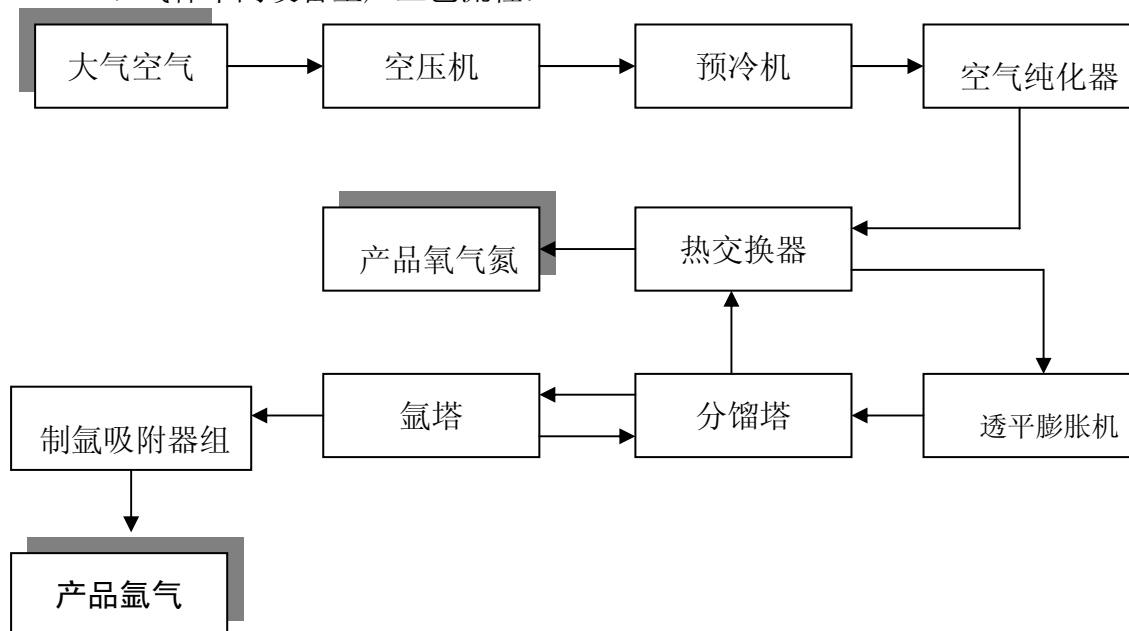 大气空气
空压机
预冷机
空气纯化器
产品氧气氮
热交换器
制氩吸附器组
氩塔
分馏塔
透平膨胀机
产品氩气